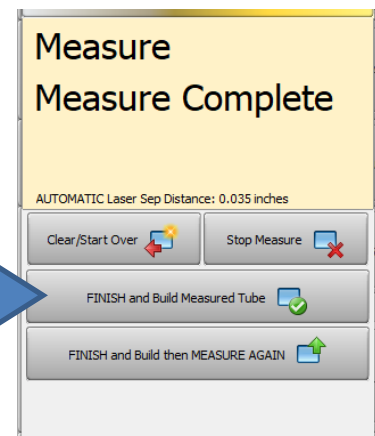 Measure
Measure Complete
AUTOMATIC Laser Sep Distance: 0.035 inches
Clear/Start Over
Stop Measure
FINISH and Build Measured Tube
FINISH and Build then MEASURE AGAIN